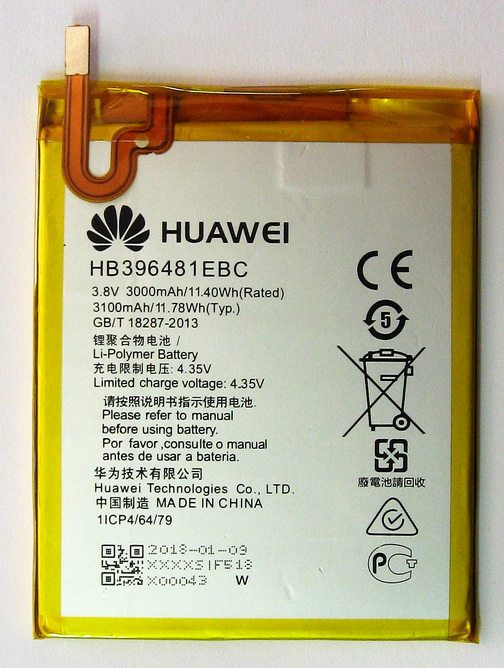 HUAWEI
HB396481EBC
3.8V 3000mAh/11.40Wh(Rated)
3100mAh/11.78Wh(Typ.)
GB/T 18287-2013
锂聚合物电池 /
Li-Polymer Battery
充电限制电压: 4.35V
Limited charge voltage: 4.35V
请按照说明书指示使用电池.
Please refer to manual
before using battery.
Por favor ,consulte o manual
antes de usar a bateria.
华为技术有限公司
Huawei Technologies Co., LTD.
中国制造 MADE IN CHINA
1ICP4/64/79
2018-01-09
XXXXSIF518
X00043 W
CE
5
廢電池請回收
PCT